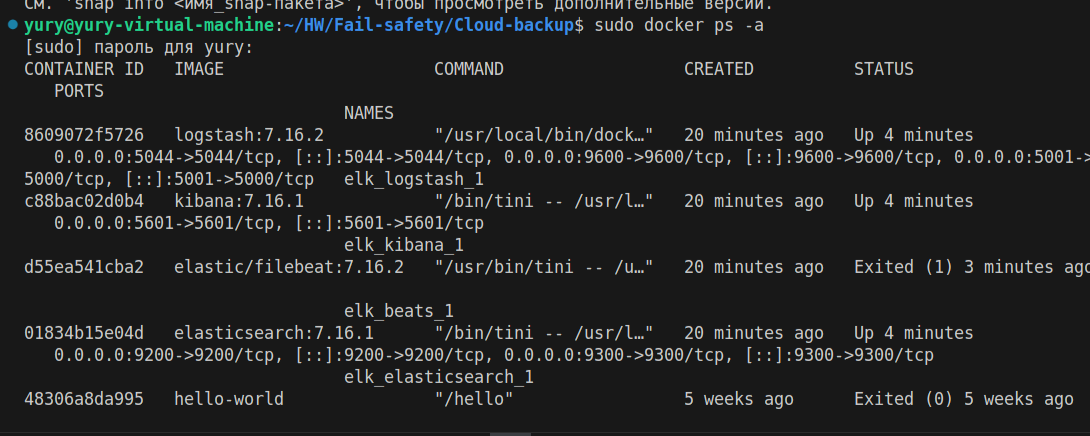 См. 'snap info <имя_snap-пакета>', чтобы просмотреть дополнительные версии.
yury@yury-virtual-machine:~/HW/Fail-safety/Cloud-backup$ sudo docker ps -a
[sudo] пароль для yury:
CONTAINER ID   IMAGE                     COMMAND                  CREATED          STATUS
   PORTS
                                NAMES
8609072f5726   logstash:7.16.2           "/usr/local/bin/dock…"   20 minutes ago   Up 4 minutes
   0.0.0.0:5044->5044/tcp, [::]:5044->5044/tcp, 0.0.0.0:9600->9600/tcp, [::]:9600->9600/tcp, 0.0.0.0:5001->
5000/tcp, [::]:5001->5000/tcp   elk_logstash_1
c88bac02d0b4   kibana:7.16.1             "/bin/tini -- /usr/l…"   20 minutes ago   Up 4 minutes
   0.0.0.0:5601->5601/tcp, [::]:5601->5601/tcp
                                elk_kibana_1
d55ea541cba2   elastic/filebeat:7.16.2   "/usr/bin/tini -- /u…"   20 minutes ago   Exited (1) 3 minutes ago
                                elk_beats_1
01834b15e04d   elasticsearch:7.16.1      "/bin/tini -- /usr/l…"   20 minutes ago   Up 4 minutes
   0.0.0.0:9200->9200/tcp, [::]:9200->9200/tcp, 0.0.0.0:9300->9300/tcp, [::]:9300->9300/tcp
                                elk_elasticsearch_1
48306a8da995   hello-world               "/hello"                 5 weeks ago      Exited (0) 5 weeks ago